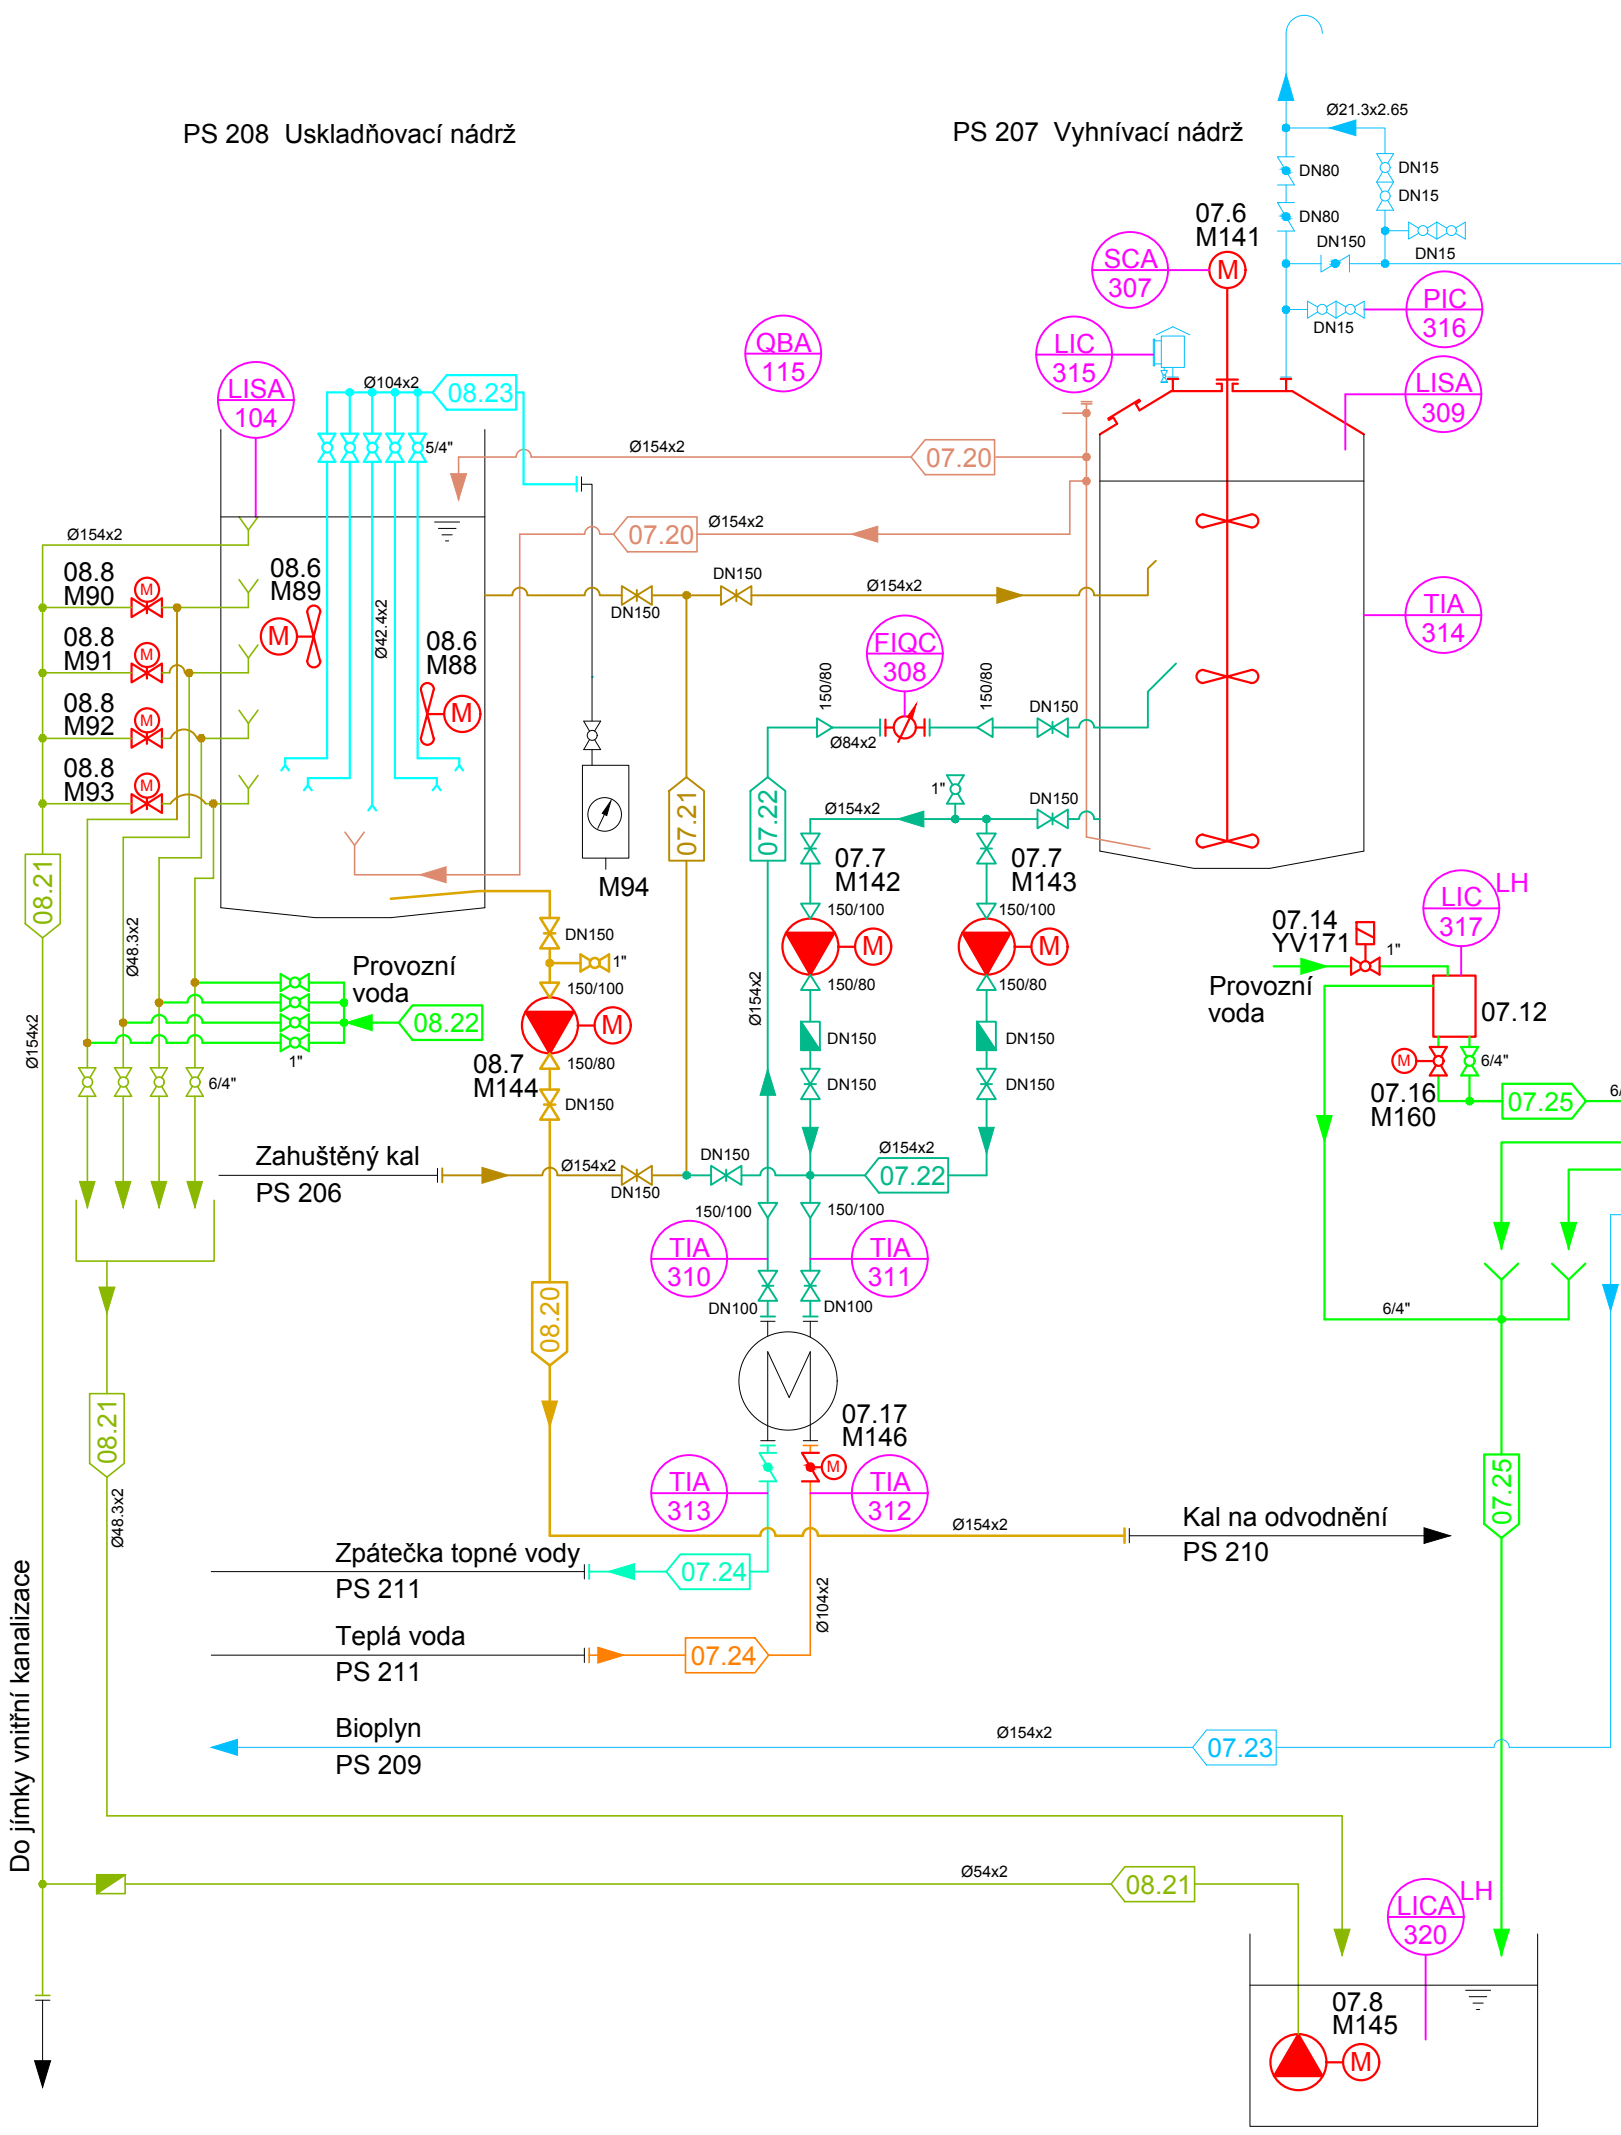 Ø21.3x2.65
PS 208 Uskladňovací nádrž
PS 207 Vyhnívací nádrž
DN80
DN15
DN15
DN80
07.6
M141
DN150
DN15
SCA
307
M
PIC
316
DN15
QBA
115
LIC
315
LISA
104
Ø104x2
08.23
LISA
309
5/4"
Ø154x2
07.20
Ø154x2
07.20
Ø154x2
08.8
M90
M
08.6
M89
M
DN150
DN150
Ø154x2
TIA
314
08.8
M91
M
Ø42.4x2
08.6
M88
M
FIQC
308
150/80
150/80
08.8
M92
M
DN150
Ø84x2
08.8
M93
M
1"
DN150
Ø154x2
07.21
07.22
08.21
07.7
M142
07.7
M143
M94
LIC
317
LH
150/100
150/100
07.14
YV171
1"
DN150
M
M
1"
Ø48.3x2
Provozní
voda
150/100
150/80
150/80
Provozní
voda
07.12
Ø154x2
08.22
M
Ø154x2
DN150
DN150
1"
08.7
M144
150/80
M
6/4"
6/4"
DN150
DN150
DN150
07.16
M160
07.25
6/
Zahuštěný kal
PS 206
Ø154x2
DN150
DN150
Ø154x2
07.22
150/100
150/100
TIA
310
TIA
311
DN100
DN100
6/4"
08.20
08.21
07.17
M146
M
TIA
313
TIA
312
07.25
Ø48.3x2
Ø154x2
Kal na odvodnění
PS 210
Zpátečka topné vody
PS 211
07.24
Ø104x2
Teplá voda
PS 211
07.24
Do jímky vnitřní kanalizace
Bioplyn
PS 209
Ø154x2
07.23
Ø54x2
08.21
LICA
320
LH
07.8
M145
M